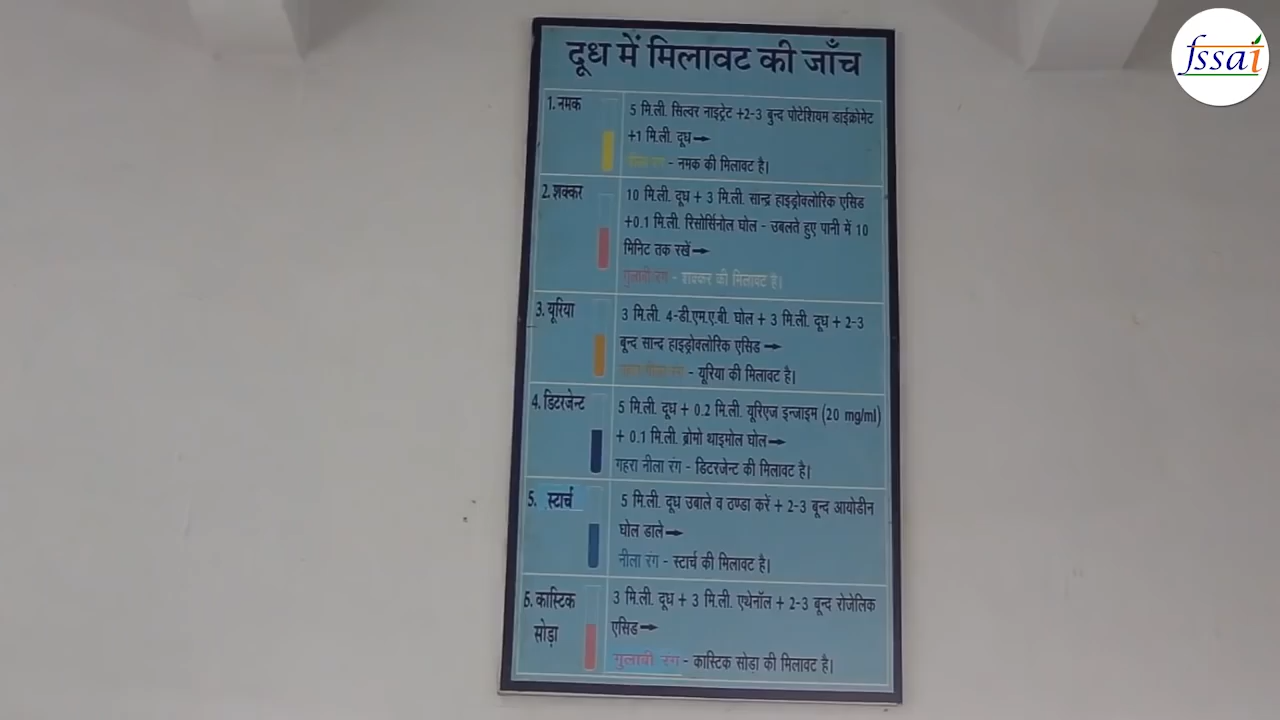 fssai
दूध में मिलावट की जाँच
1. नमक
5 मि.ली. सिल्वर नाइट्रेट +2-3 बुन्द पोटेशियम डाईक्रोमेट
+1 मि.ली. दूध→
पीला रंग - नमक की मिलावट है।
2. शक्कर
10 मि.ली. दूध + 3 मि.ली. सान्द्र हाइड्रोक्लोरिक एसिड
+0.1 मि.ली. रिसोर्सिनोल घोल - उबलते हुए पानी में 10
मिनिट तक रखें→
गुलाबी रंग - शक्कर की मिलावट है।
3. यूरिया
3 मि.ली. 4-डी.एम.ए.बी. घोल + 3 मि.ली. दूध + 2-3
बून्द सान्द्र हाइड्रोक्लोरिक एसिड→
रंग - यूरिया की मिलावट है।
4. डिटरजेन्ट
5 मि.ली. दूध + 0.2 मि.ली. यूरिएज इन्जाइम (20 mg/ml)
+ 0.1 मि.ली. ब्रोमो थाइमोल घोल→
गहरा नीला रंग - डिटरजेन्ट की मिलावट है।
5. स्टार्च
5 मि.ली. दूध उबाले व ठण्डा करें + 2-3 बून्द आयोडीन
घोल डाले→
नीला रंग - स्टार्च की मिलावट है।
6. कास्टिक
सोड़ा
3 मि.ली. दूध + 3 मि.ली. एथेनॉल + 2-3 बून्द रोजेलिक
एसिड→
गुलाबी रंग - कास्टिक सोड़ा की मिलावट है।